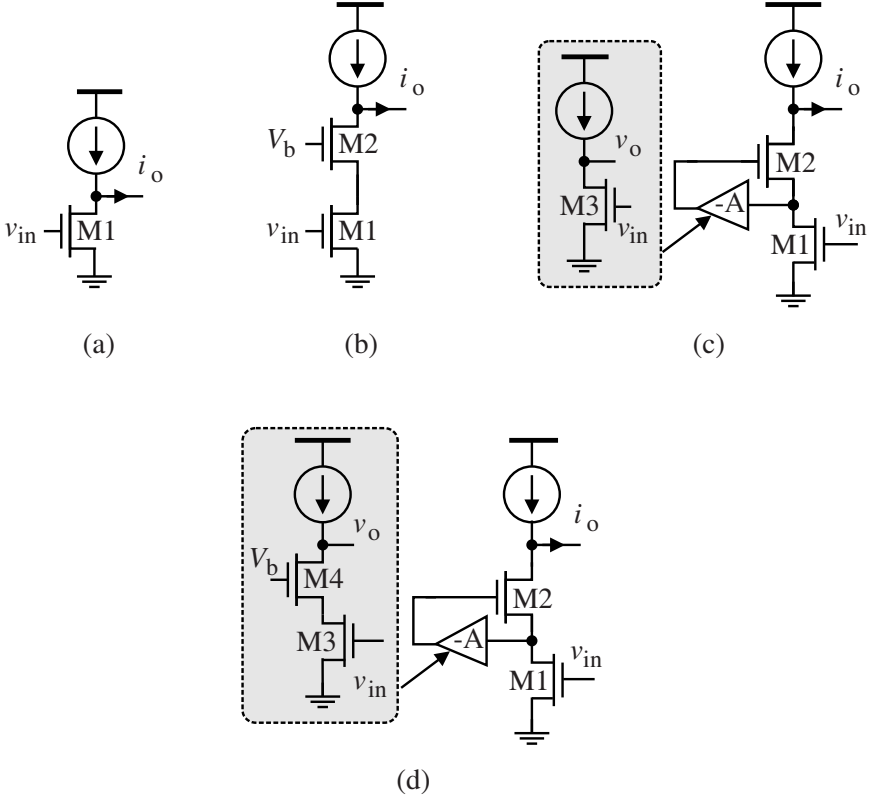 i o
v in
M1
(a)
i o
V b
M2
v in
M1
(b)
v o
M3
v in
i o
M2
-A
v in
M1
(c)
v o
V b
M4
M3
v in
i o
M2
-A
v in
M1
(d)